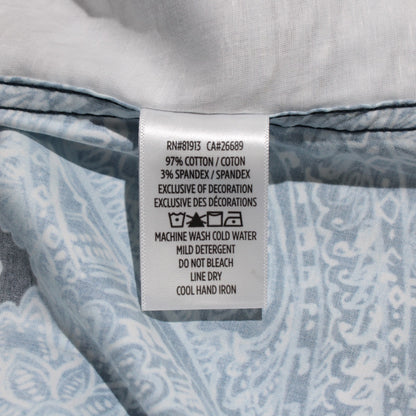 RN#81913 CA#26689
97% COTTON / COTON
3% SPANDEX / SPANDEX
EXCLUSIVE OF DECORATION
EXCLUSIVE DES DÉCORATIONS
MACHINE WASH COLD WATER
MILD DETERGENT
DO NOT BLEACH
LINE DRY
COOL HAND IRON